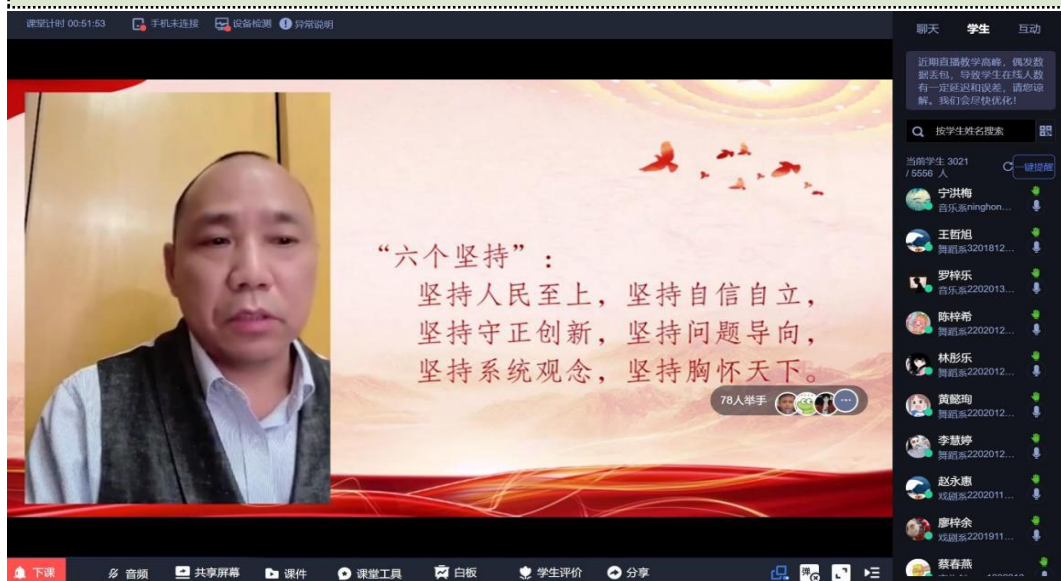 课堂计时 00:51:53 手机未连接 设备检测 异常说明
聊天 学生 互动
近期直播教学高峰，偶发数
据丢包，导致学生在线人数
有一定延迟和误差，请您谅
解。我们会尽快优化！
按学生姓名搜索
当前学生 3021
/ 5556 人
一键提醒
宁洪梅
音乐系ninghon...
王哲旭
舞蹈系3201812...
罗梓乐
音乐系2202013...
陈梓希
舞蹈系2202012...
林彤乐
舞蹈系2202012...
黄懿珣
舞蹈系2202012...
李慧婷
舞蹈系2202012...
赵永惠
戏剧系2202011...
廖梓余
戏剧系2201911...
蔡春燕
“六个坚持”：
坚持人民至上，坚持自信自立，
坚持守正创新，坚持问题导向，
坚持系统观念，坚持胸怀天下。
78人举手
下课 音频 共享屏幕 课件 课堂工具 白板 学生评价 分享
弹